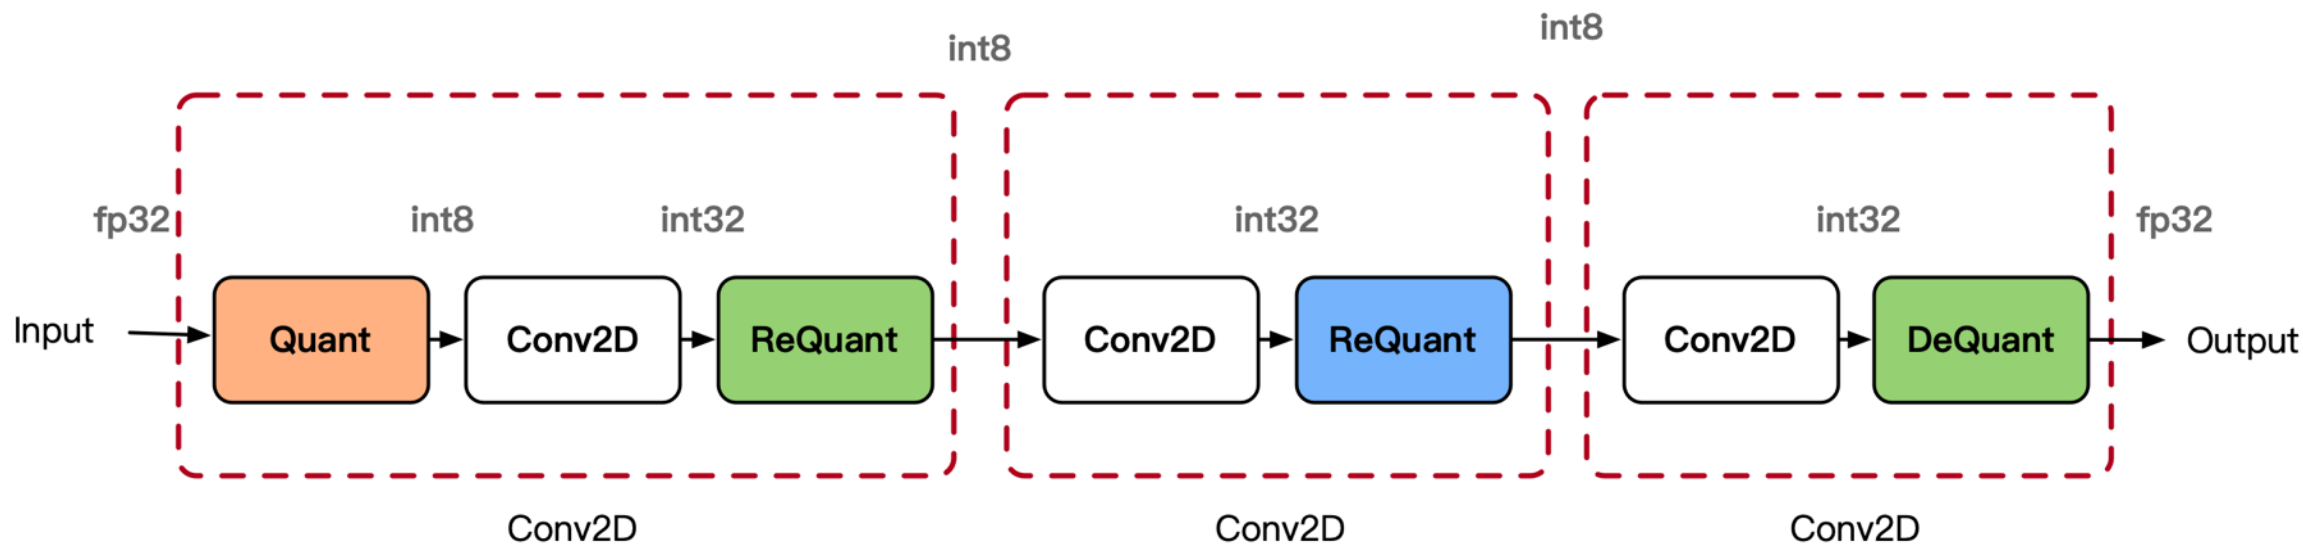 int8
int8
fp32
int8
int32
int32
int32
fp32
Input
Quant
Conv2D
ReQuant
Conv2D
ReQuant
Conv2D
DeQuant
Output
Conv2D
Conv2D
Conv2D